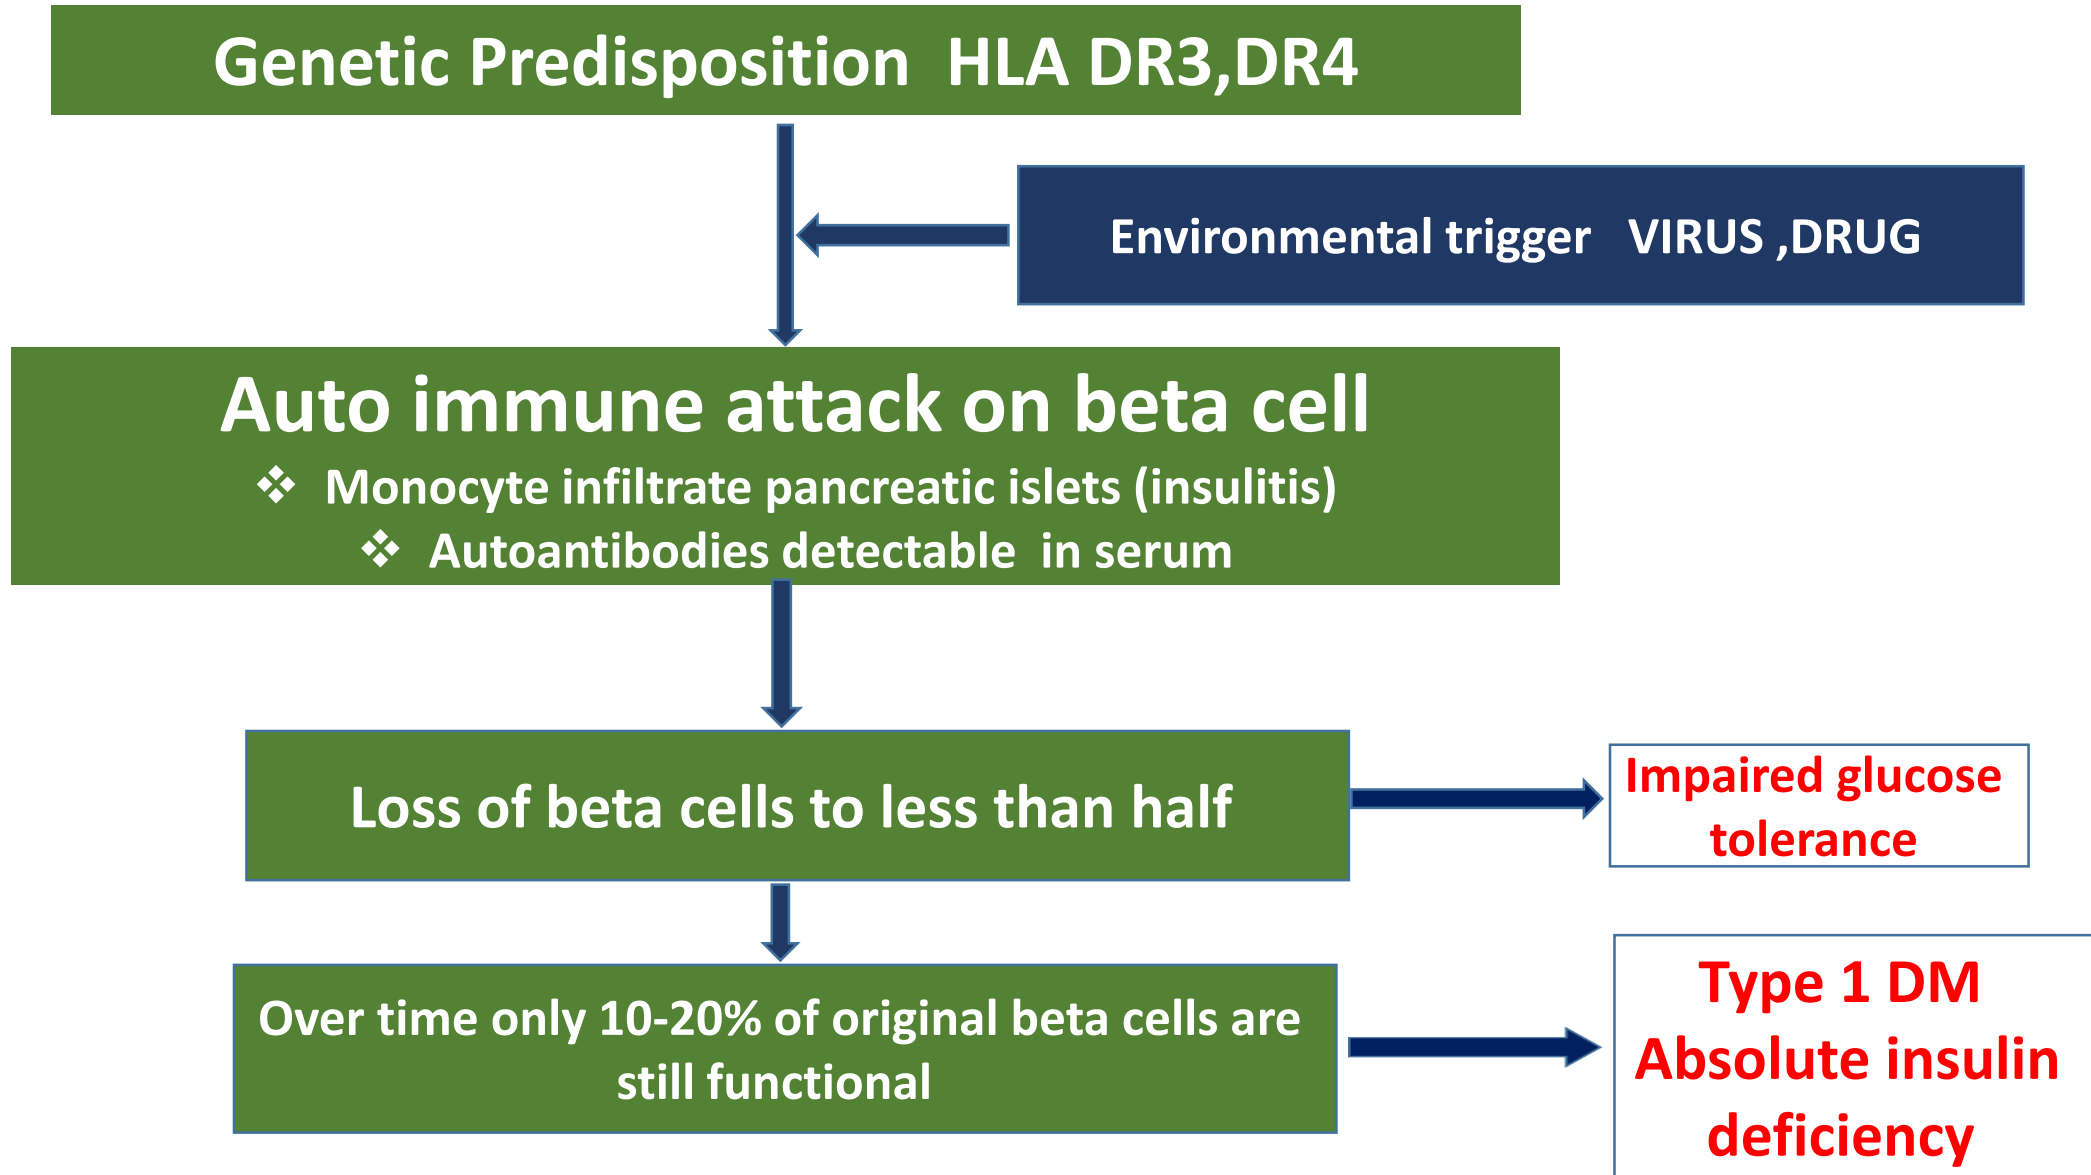 Genetic Predisposition  HLA DR3,DR4
Environmental trigger   VIRUS ,DRUG
Auto immune attack on beta cell
❖ Monocyte infiltrate pancreatic islets (insulitis)
❖ Autoantibodies detectable  in serum
Loss of beta cells to less than half
Impaired glucose
tolerance
Over time only 10-20% of original beta cells are
still functional
Type 1 DM
Absolute insulin
deficiency